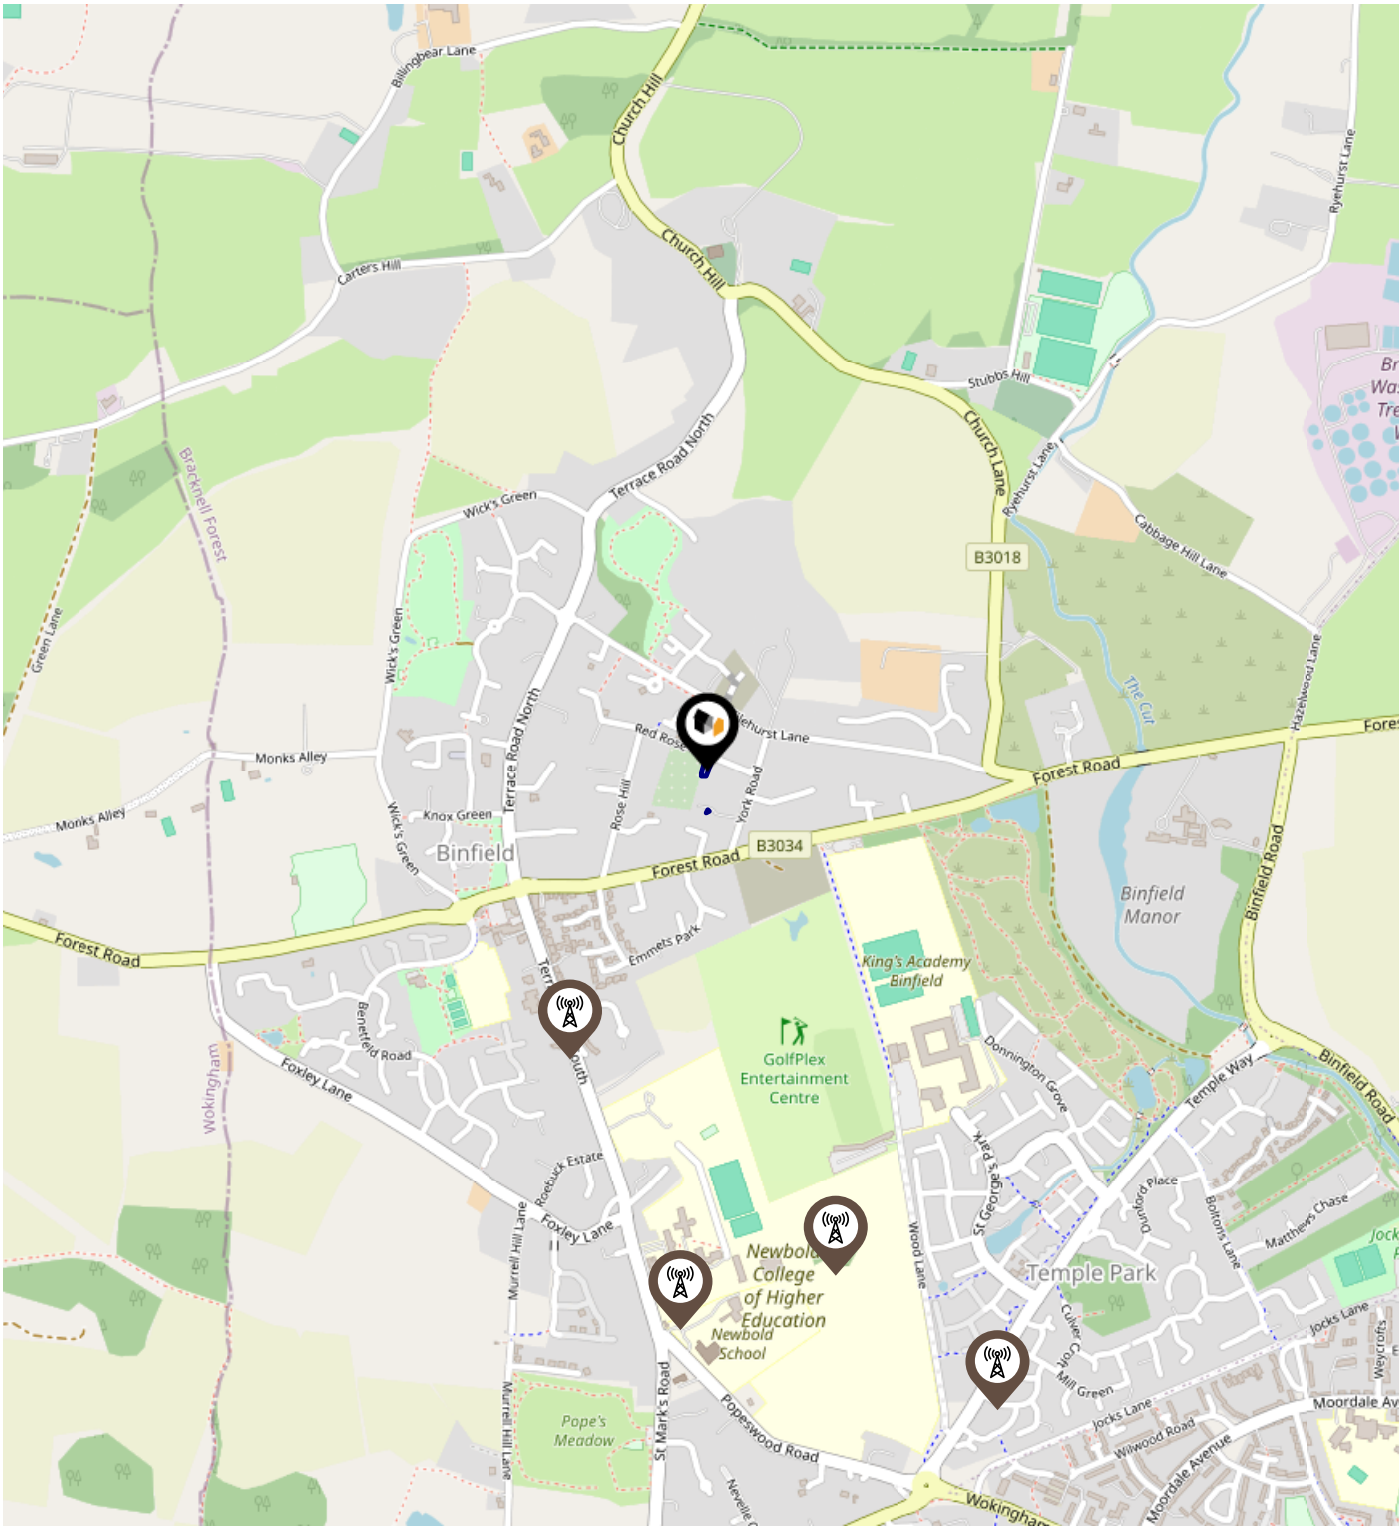 Billingbear Lane
Church Hill
Ryehurst Lane
Carters Hill
Church Hill
Stubbs Hill
Terrace Road North
Church Lane
Bracknell Forest
Wick's Green
Ryehurst Lane
Cabbage Hill Lane
B3018
Green Lane
Wick's Green
Hazelwood Lane
The Cut
Terrace Road North
Red Rose
Monks Alley
Forest Road
Rose Hill
York Road
Monks Alley
Knox Green
Wick's Green
Binfield
B3034
Forest Road
Binfield Road
Binfield
Manor
Forest Road
Emmets Park
King's Academy
Binfield
Benetfeld Road
GolfPlex
Entertainment
Centre
Donnington Grove
Temple Way
Binfield Road
Foxley Lane
Wokingham
Roebuck Estate
St George's Park
Dunford Place
Boltons Lane
Matthews Chase
Foxley Lane
Murrell Hill Lane
Wood Lane
Newbold
College
of Higher
Education
Temple Park
Newbold
School
Culver Croft
Mill Green
Jocks Lane
Weycrofts
Pope's
Meadow
Murrell Hill Lane
St Mark's Road
Popeswood Road
Jocks Lane
Wilwood Road
Moordale Avenue
Wokingham